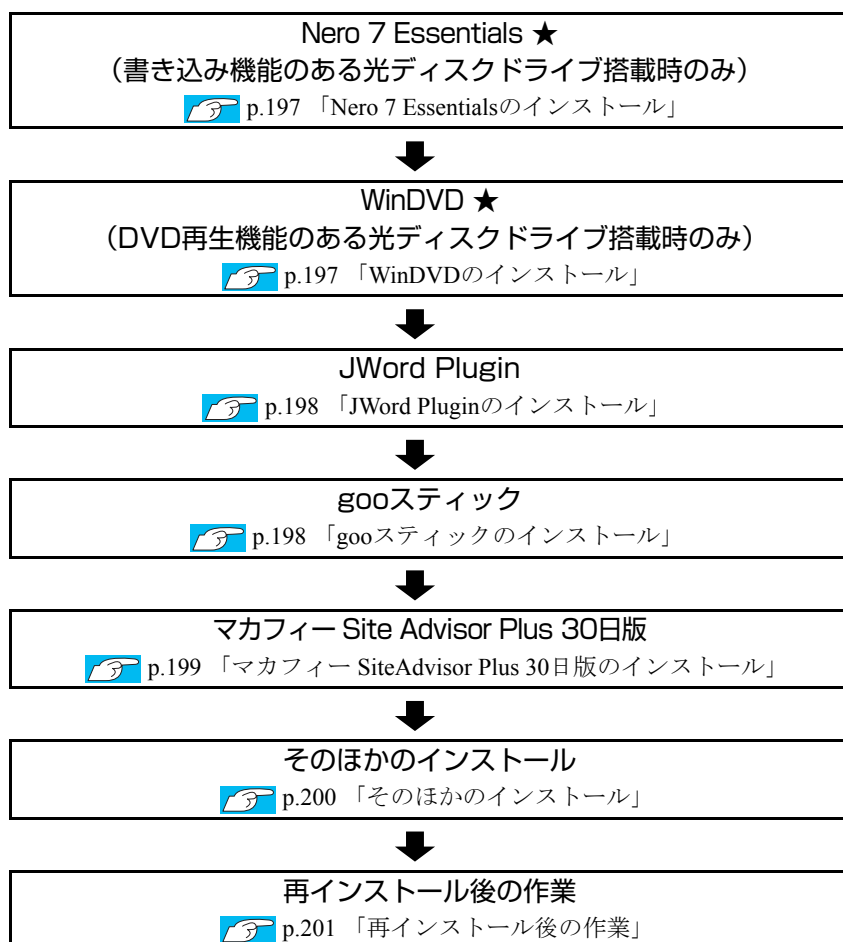 Nero 7 Essentials ★
（書き込み機能のある光ディスクドライブ搭載時のみ）
p.197 「Nero 7 Essentialsのインストール」
WinDVD ★
（DVD再生機能のある光ディスクドライブ搭載時のみ）
p.197 「WinDVDのインストール」
JWord Plugin
p.198 「JWord Pluginのインストール」
gooスティック
p.198 「gooスティックのインストール」
マカフィー Site Advisor Plus 30日版
p.199 「マカフィー SiteAdvisor Plus 30日版のインストール」
そのほかのインストール
p.200 「そのほかのインストール」
再インストール後の作業
p.201 「再インストール後の作業」